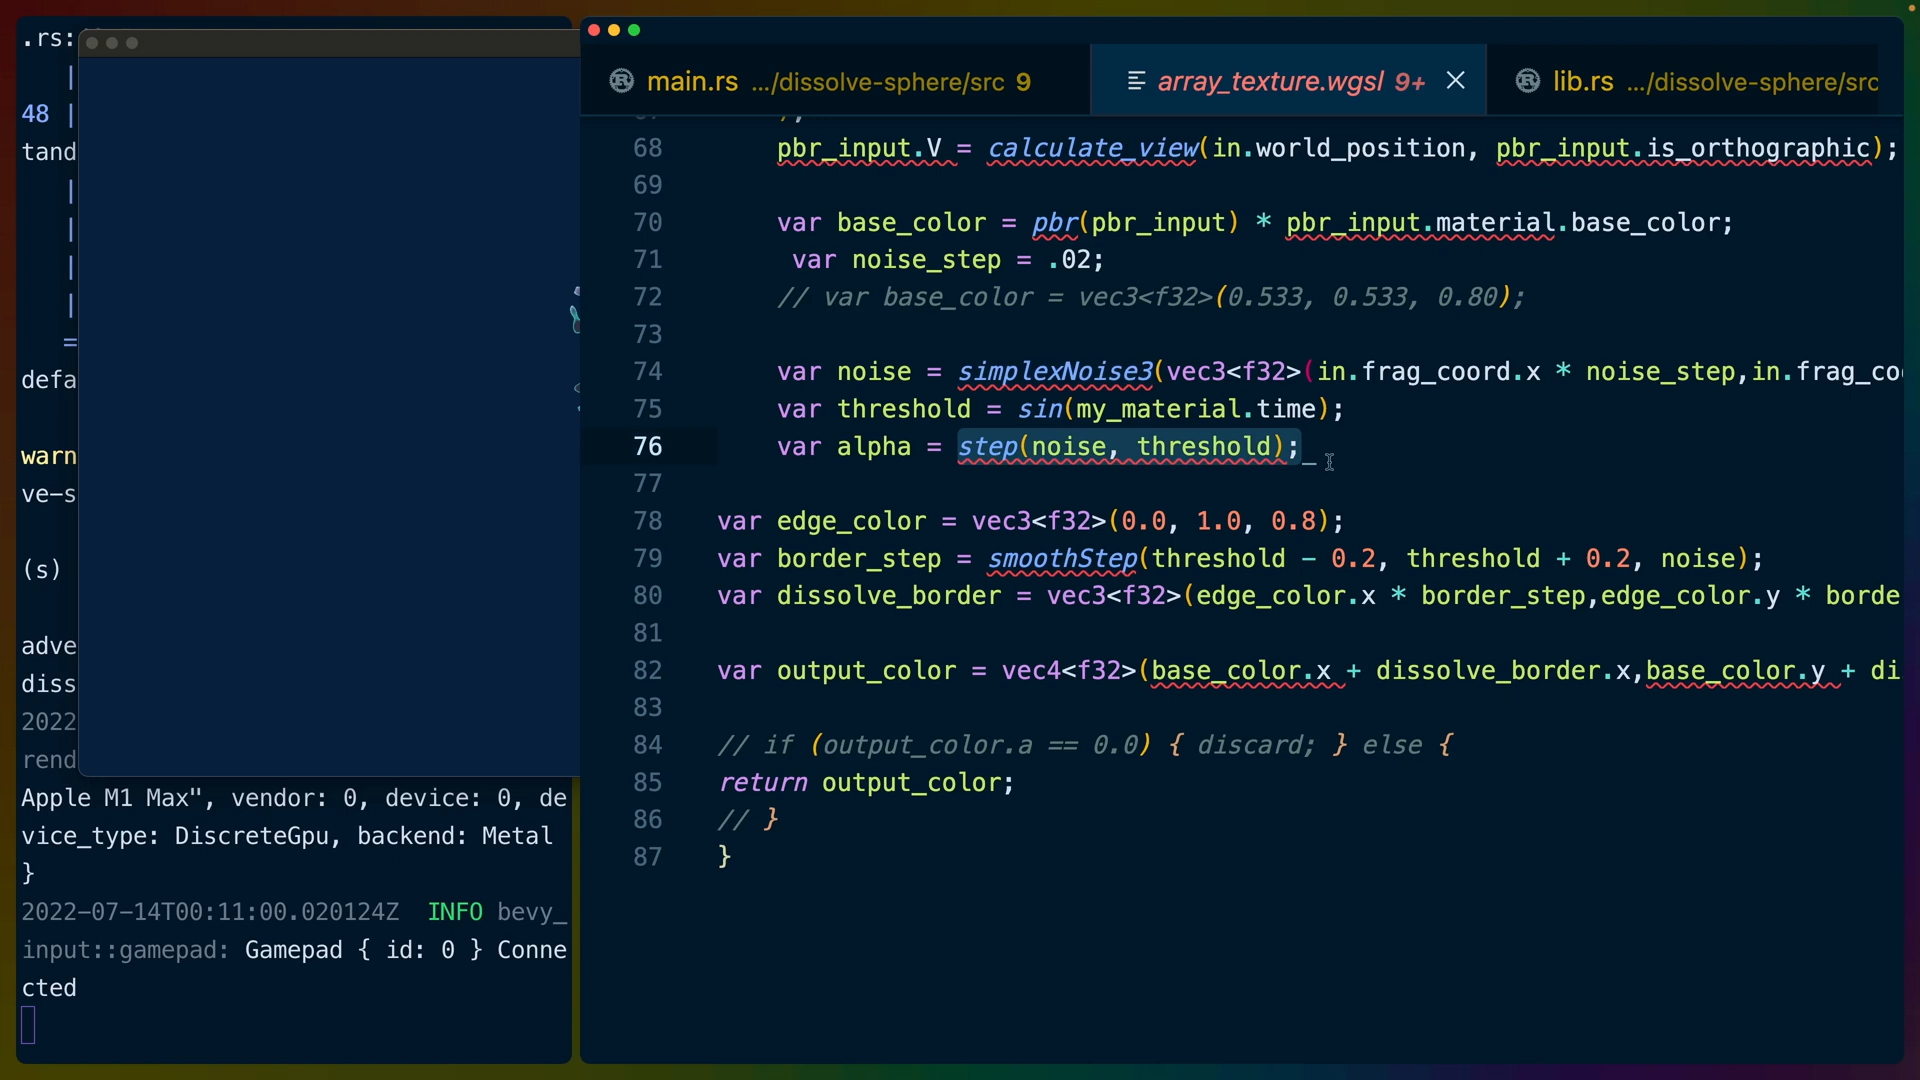 .rs:
|
48 |
tand
|
|
|
|
=
defa
warn
ve-s
(s)
adve
diss
2022
rend
Apple M1 Max", vendor: 0, device: 0, de
vice_type: DiscreteGpu, backend: Metal
}
2022-07-14T00:11:00.020124Z  INFO bevy_
input::gamepad: Gamepad { id: 0 } Conne
cted
main.rs .../dissolve-sphere/src 9
array_texture.wgsl 9+
lib.rs .../dissolve-sphere/src
68 pbr_input.V = calculate_view(in.world_position, pbr_input.is_orthographic);
69
70 var base_color = pbr(pbr_input) * pbr_input.material.base_color;
71 var noise_step = .02;
72 // var base_color = vec3<f32>(0.533, 0.533, 0.80);
73
74 var noise = simplexNoise3(vec3<f32>(in.frag_coord.x * noise_step,in.frag_co
75 var threshold = sin(my_material.time);
76 var alpha = step(noise, threshold);
77
78 var edge_color = vec3<f32>(0.0, 1.0, 0.8);
79 var border_step = smoothStep(threshold - 0.2, threshold + 0.2, noise);
80 var dissolve_border = vec3<f32>(edge_color.x * border_step,edge_color.y * borde
81
82 var output_color = vec4<f32>(base_color.x + dissolve_border.x,base_color.y + di
83
84 // if (output_color.a == 0.0) { discard; } else {
85 return output_color;
86 // }
87 }